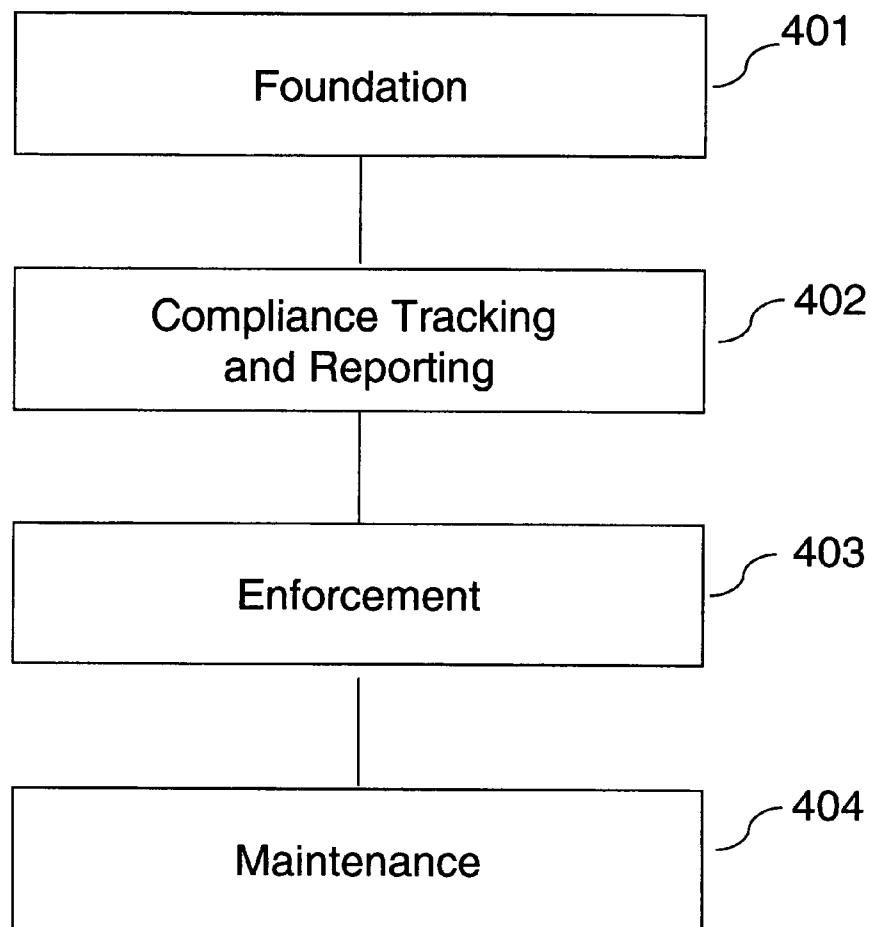 Foundation
401
Compliance Tracking
and Reporting
402
Enforcement
403
Maintenance
404